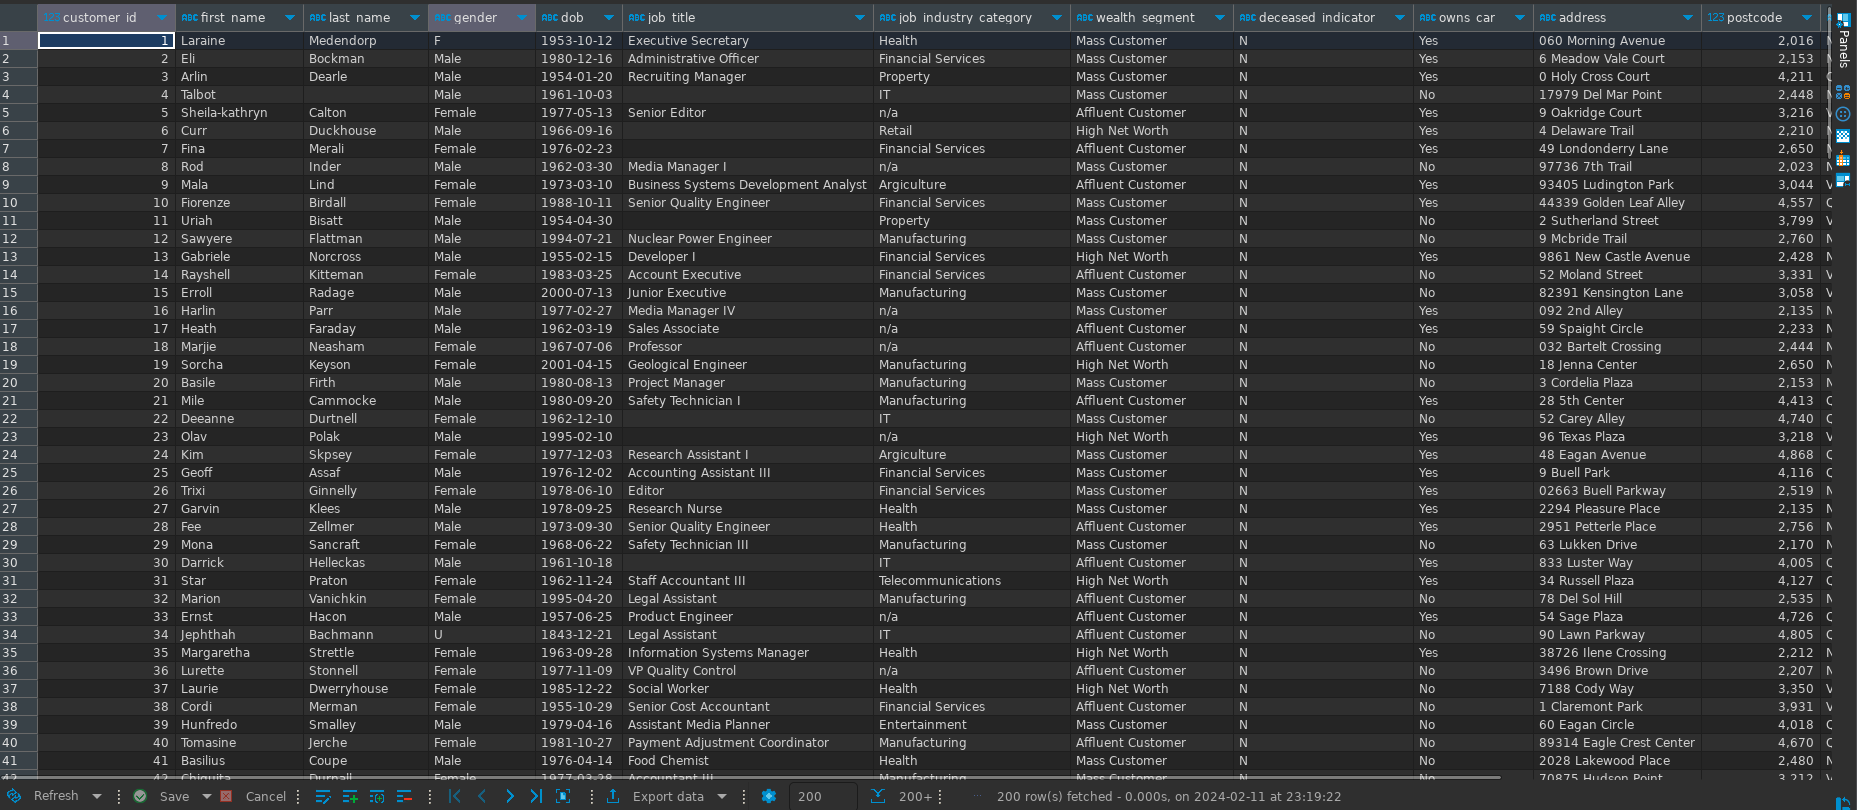 123 customer_id ABC first_name ABC last_name ABC gender ABC dob ABC job_title ABC job_industry_category ABC wealth_segment ABC deceased_indicator ABC owns_car ABC address 123 postcode
1 1 Laraine Medendorp F 1953-10-12 Executive Secretary Health Mass Customer N Yes 060 Morning Avenue 2,016
2 2 Eli Bockman Male 1980-12-16 Administrative Officer Financial Services Mass Customer N Yes 6 Meadow Vale Court 2,153
3 3 Arlin Dearle Male 1954-01-20 Recruiting Manager Property Mass Customer N Yes 0 Holy Cross Court 4,211
4 4 Talbot Male 1961-10-03 IT Mass Customer N No 17979 Del Mar Point 2,448
5 5 Sheila-kathryn Calton Female 1977-05-13 Senior Editor n/a Affluent Customer N Yes 9 Oakridge Court 3,216
6 6 Curr Duckhouse Male 1966-09-16 Retail High Net Worth N Yes 4 Delaware Trail 2,210
7 7 Fina Merali Female 1976-02-23 Financial Services Affluent Customer N Yes 49 Londonderry Lane 2,650
8 8 Rod Inder Male 1962-03-30 Media Manager I n/a Mass Customer N No 97736 7th Trail 2,023
9 9 Mala Lind Female 1973-03-10 Business Systems Development Analyst Argiculture Affluent Customer N Yes 93405 Ludington Park 3,044
10 10 Fiorenze Birdall Female 1988-10-11 Senior Quality Engineer Financial Services Mass Customer N Yes 44339 Golden Leaf Alley 4,557
11 11 Uriah Bisatt Male 1954-04-30 Property Mass Customer N No 2 Sutherland Street 3,799
12 12 Sawyere Flattman Male 1994-07-21 Nuclear Power Engineer Manufacturing Mass Customer N No 9 Mcbride Trail 2,760
13 13 Gabriele Norcross Male 1955-02-15 Developer I Financial Services High Net Worth N Yes 9861 New Castle Avenue 2,428
14 14 Rayshell Kitteman Female 1983-03-25 Account Executive Financial Services Affluent Customer N No 52 Moland Street 3,331
15 15 Erroll Radage Male 2000-07-13 Junior Executive Manufacturing Mass Customer N No 82391 Kensington Lane 3,058
16 16 Harlin Parr Male 1977-02-27 Media Manager IV n/a Mass Customer N Yes 092 2nd Alley 2,135
17 17 Heath Faraday Male 1962-03-19 Sales Associate n/a Affluent Customer N Yes 59 Spaight Circle 2,233
18 18 Marjie Neasham Female 1967-07-06 Professor n/a Affluent Customer N No 032 Bartelt Crossing 2,444
19 19 Sorcha Keyson Female 2001-04-15 Geological Engineer Manufacturing High Net Worth N No 18 Jenna Center 2,650
20 20 Basile Firth Male 1980-08-13 Project Manager Manufacturing Mass Customer N No 3 Cordelia Plaza 2,153
21 21 Mile Cammocke Male 1980-09-20 Safety Technician I Manufacturing Affluent Customer N Yes 28 5th Center 4,413
22 22 Deeanne Durtnell Female 1962-12-10 IT Mass Customer N No 52 Carey Alley 4,740
23 23 Olav Polak Male 1995-02-10 n/a High Net Worth N Yes 96 Texas Plaza 3,218
24 24 Kim Skpsey Female 1977-12-03 Research Assistant I Argiculture Mass Customer N Yes 48 Eagan Avenue 4,868
25 25 Geoff Assaf Male 1976-12-02 Accounting Assistant III Financial Services Mass Customer N Yes 9 Buell Park 4,116
26 26 Trixi Ginnelly Female 1978-06-10 Editor Financial Services Mass Customer N Yes 02663 Buell Parkway 2,519
27 27 Garvin Klees Male 1978-09-25 Research Nurse Health Mass Customer N Yes 2294 Pleasure Place 2,135
28 28 Fee Zellmer Male 1973-09-30 Senior Quality Engineer Health Affluent Customer N Yes 2951 Petterle Place 2,756
29 29 Mona Sancraft Female 1968-06-22 Safety Technician III Manufacturing Mass Customer N No 63 Lukken Drive 2,170
30 30 Darrick Helleckas Male 1961-10-18 IT Affluent Customer N Yes 833 Luster Way 4,005
31 31 Star Praton Female 1962-11-24 Staff Accountant III Telecommunications High Net Worth N Yes 34 Russell Plaza 4,127
32 32 Marion Vanichkin Female 1995-04-20 Legal Assistant Manufacturing Affluent Customer N No 78 Del Sol Hill 2,535
33 33 Ernst Hacon Male 1957-06-25 Product Engineer n/a Affluent Customer N Yes 54 Sage Plaza 4,726
34 34 Jephthah Bachmann U 1843-12-21 Legal Assistant IT Affluent Customer N No 90 Lawn Parkway 4,805
35 35 Margaretha Strettle Female 1963-09-28 Information Systems Manager Health High Net Worth N Yes 38726 Ilene Crossing 2,212
36 36 Lurette Stonnell Female 1977-11-09 VP Quality Control n/a Affluent Customer N No 3496 Brown Drive 2,207
37 37 Laurie Dwerryhouse Female 1985-12-22 Social Worker Health High Net Worth N No 7188 Cody Way 3,350
38 38 Cordi Merman Female 1955-10-29 Senior Cost Accountant Financial Services Affluent Customer N No 1 Claremont Park 3,931
39 39 Hunfredo Smalley Male 1979-04-16 Assistant Media Planner Entertainment Mass Customer N No 60 Eagan Circle 4,018
40 40 Tomasine Jerche Female 1981-10-27 Payment Adjustment Coordinator Manufacturing Affluent Customer N No 89314 Eagle Crest Center 4,670
41 41 Basilius Coupe Male 1976-04-14 Food Chemist Health Mass Customer N No 2028 Lakewood Place 2,480
42 42 Chiquita Female 1977-03-28 Accountant III Manufacturing Mass Customer N No 70875 Hudson Point 3,212
Panels
Refresh Save Cancel Export data 200 200+ 200 row(s) fetched - 0.000s, on 2024-02-11 at 23:19:22